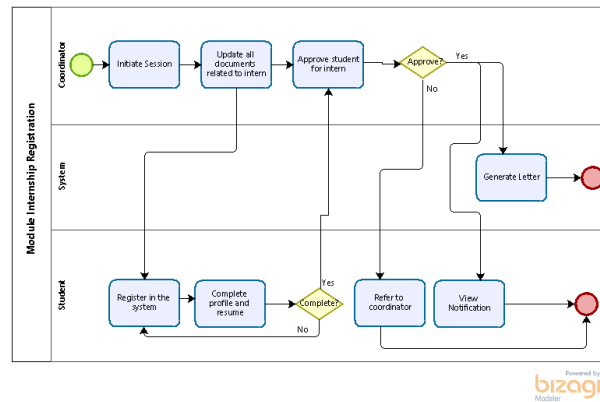 Module Internship Registration
Coordinator
Initiate Session
Update all
documents
related to intern
Approve student
for intern
Approve?
Yes
No
System
Generate Letter
Student
Register in the
system
Complete
profile and
resume
Complete?
Yes
No
Refer to
coordinator
View
Notification
Powered by
bizagi
Modeler